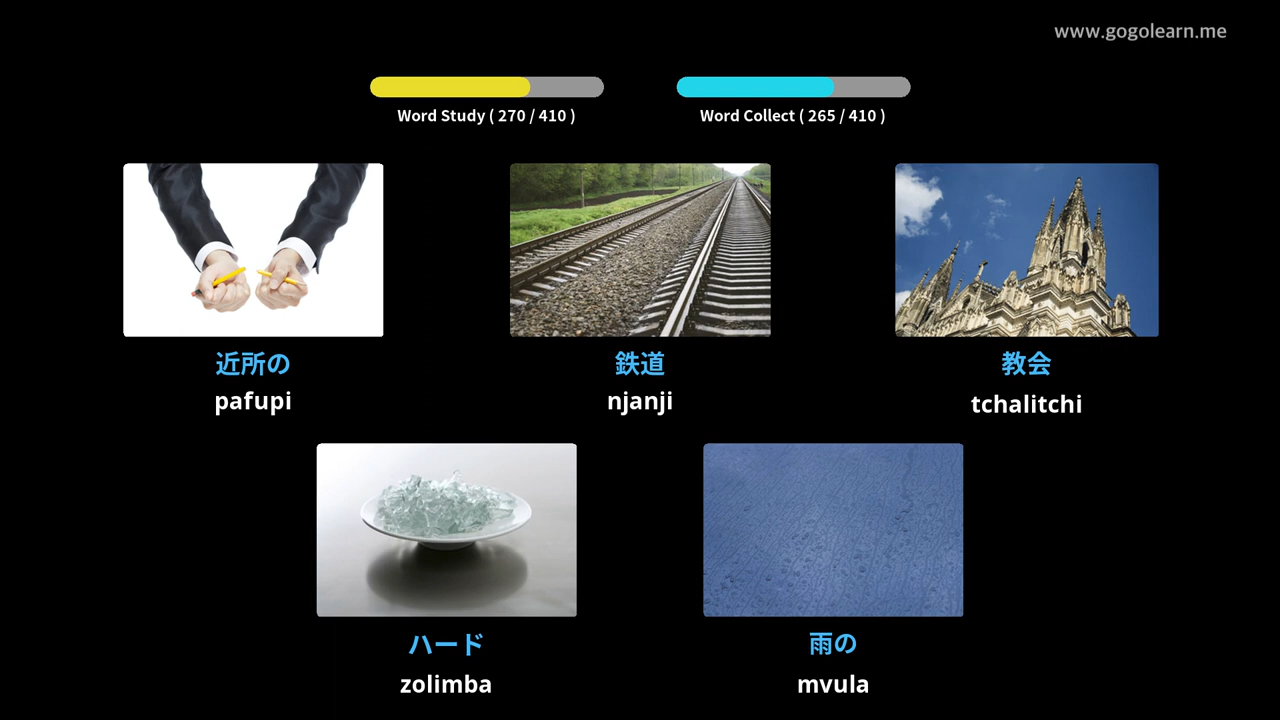 www.gogolearn.me
Word Study ( 270 / 410 )
Word Collect ( 265 / 410 )
近所の
pafupi
鉄道
njanji
教会
tchalitchi
ハード
zolimba
雨の
mvula